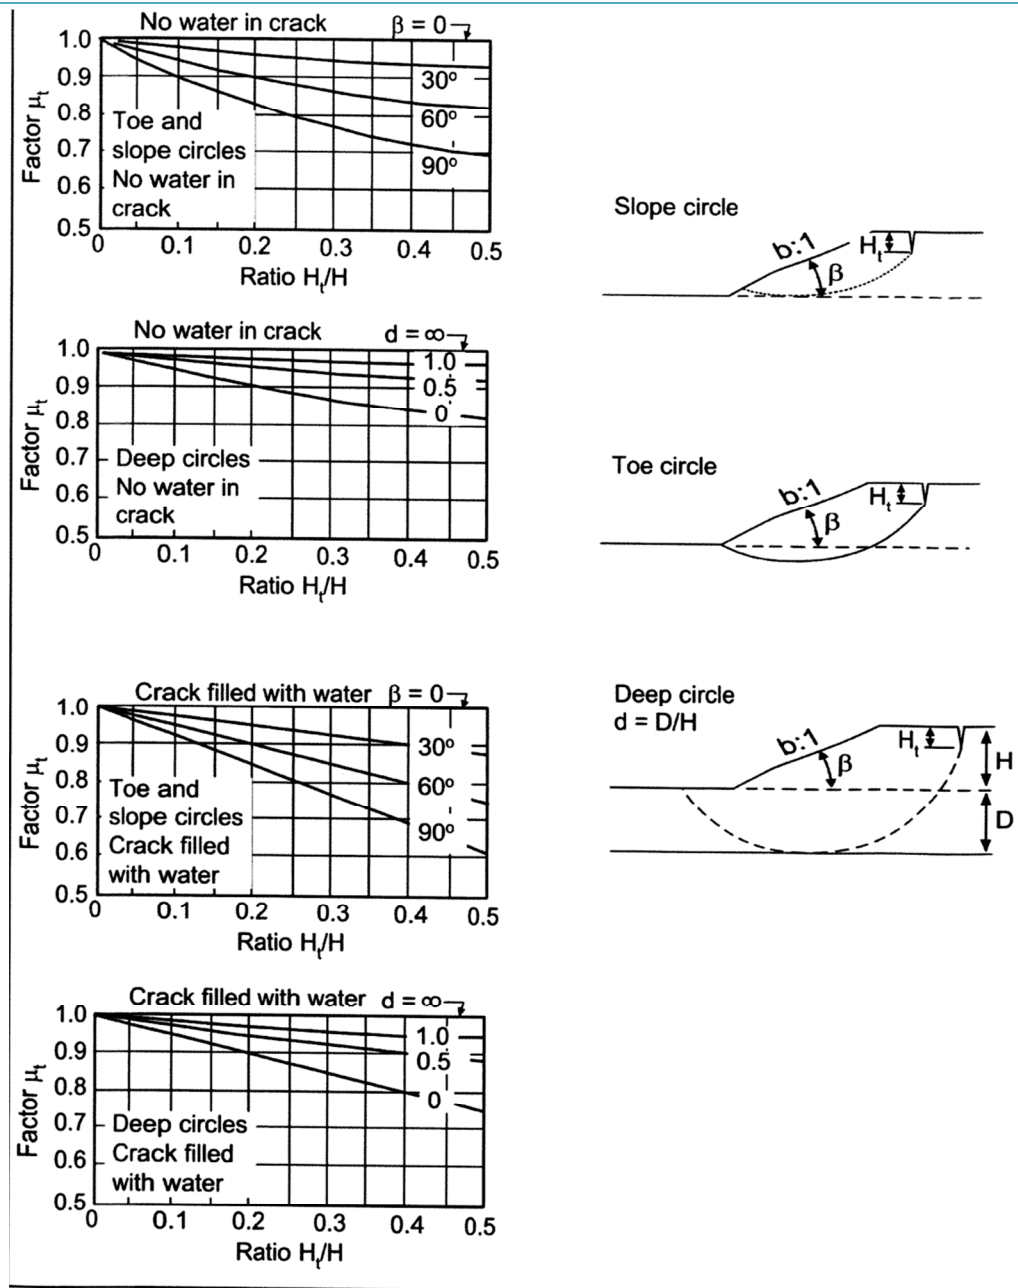 No water in crack β = 0
1.0
0.9
0.8
0.7
0.6
0.5
Factor μt
30º
60º
90º
Toe and
slope circles
No water in
crack
0 0.1 0.2 0.3 0.4 0.5
Ratio Ht/H
No water in crack d = ∞
1.0
0.9
0.8
0.7
0.6
0.5
Factor μt
1.0
0.5
0
Deep circles
No water in
crack
0 0.1 0.2 0.3 0.4 0.5
Ratio Ht/H
Crack filled with water β = 0
1.0
0.9
0.8
0.7
0.6
0.5
Factor μt
30º
60º
90º
Toe and
slope circles
Crack filled
with water
0 0.1 0.2 0.3 0.4 0.5
Ratio Ht/H
Crack filled with water d = ∞
1.0
0.9
0.8
0.7
0.6
0.5
Factor μt
1.0
0.5
0
Deep circles
Crack filled
with water
0 0.1 0.2 0.3 0.4 0.5
Ratio Ht/H
Slope circle
b:1
Ht
β
Toe circle
b:1
Ht
β
Deep circle
d = D/H
b:1
Ht
β
H
D